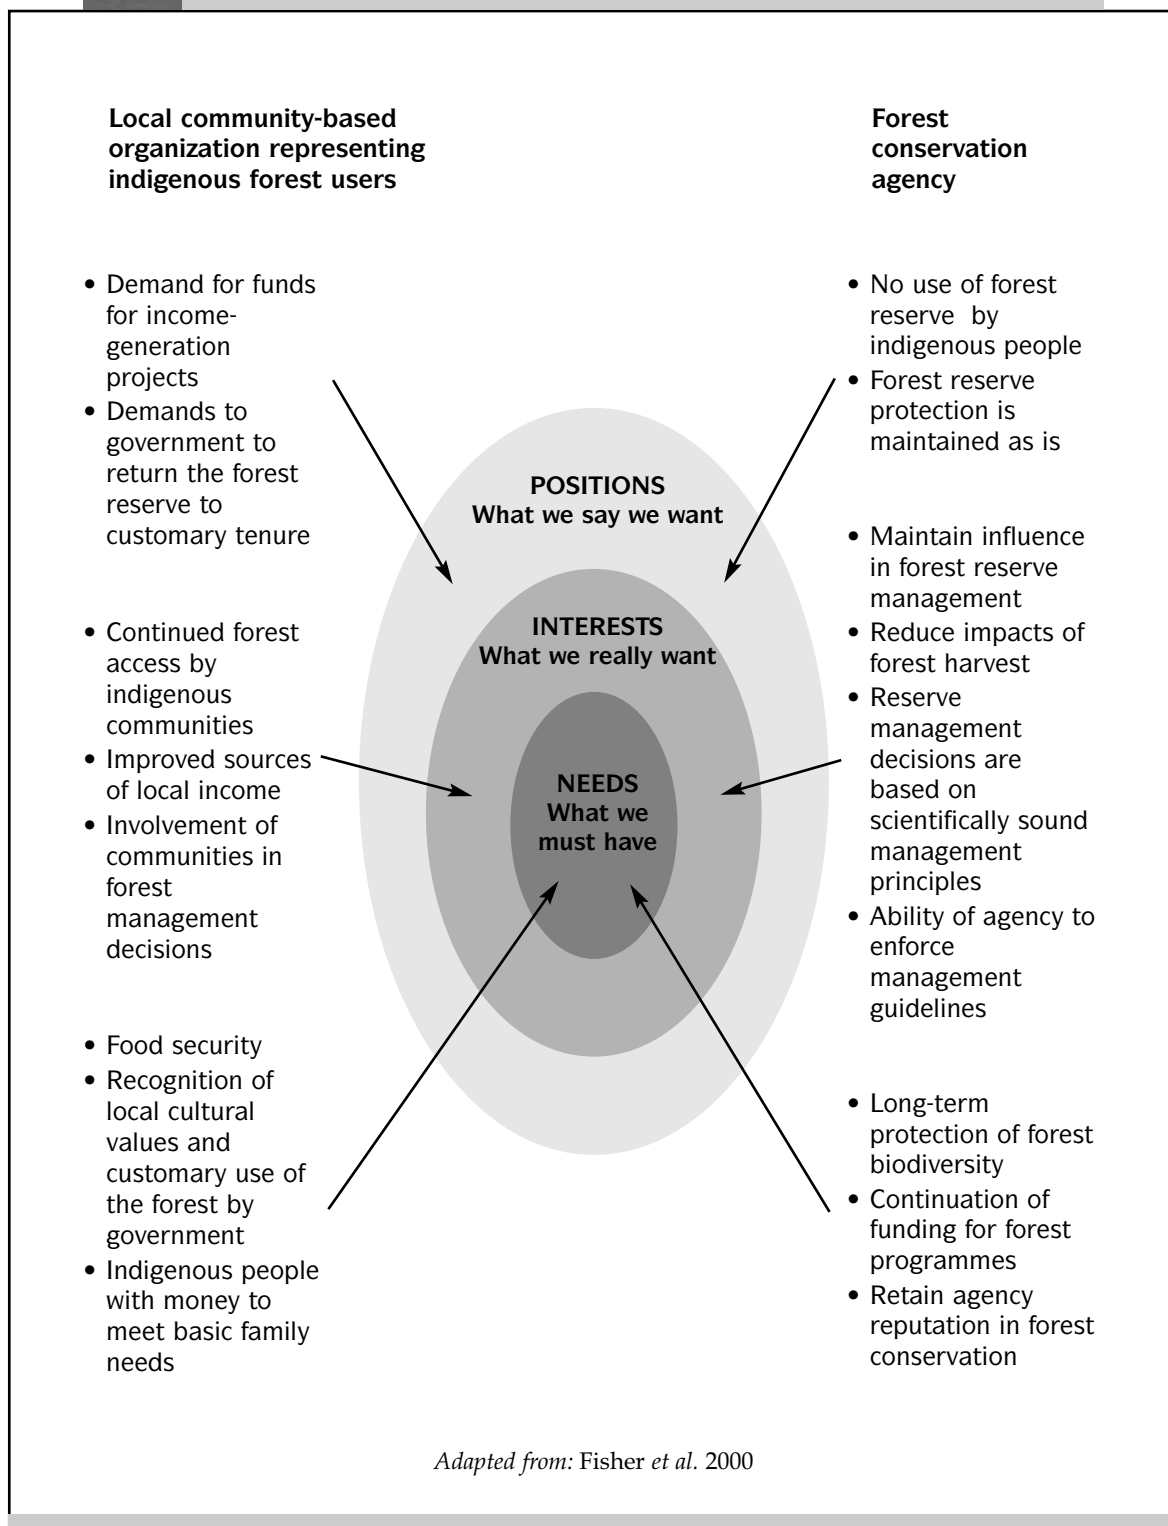 Local community-based
organization representing
indigenous forest users
• Demand for funds
for income-
generation
projects
• Demands to
government to
return the forest
reserve to
customary tenure
• Continued forest
access by
indigenous
communities
• Improved sources
of local income
• Involvement of
communities in
forest
management
decisions
• Food security
• Recognition of
local cultural
values and
customary use of
the forest by
government
• Indigenous people
with money to
meet basic family
needs
POSITIONS
What we say we want
INTERESTS
What we really want
NEEDS
What we
must have
Forest
conservation
agency
• No use of forest
reserve by
indigenous people
• Forest reserve
protection is
maintained as is
• Maintain influence
in forest reserve
management
• Reduce impacts of
forest harvest
• Reserve
management
decisions are
based on
scientifically sound
management
principles
• Ability of agency to
enforce
management
guidelines
• Long-term
protection of forest
biodiversity
• Continuation of
funding for forest
programmes
• Retain agency
reputation in forest
conservation
Adapted from: Fisher et al. 2000